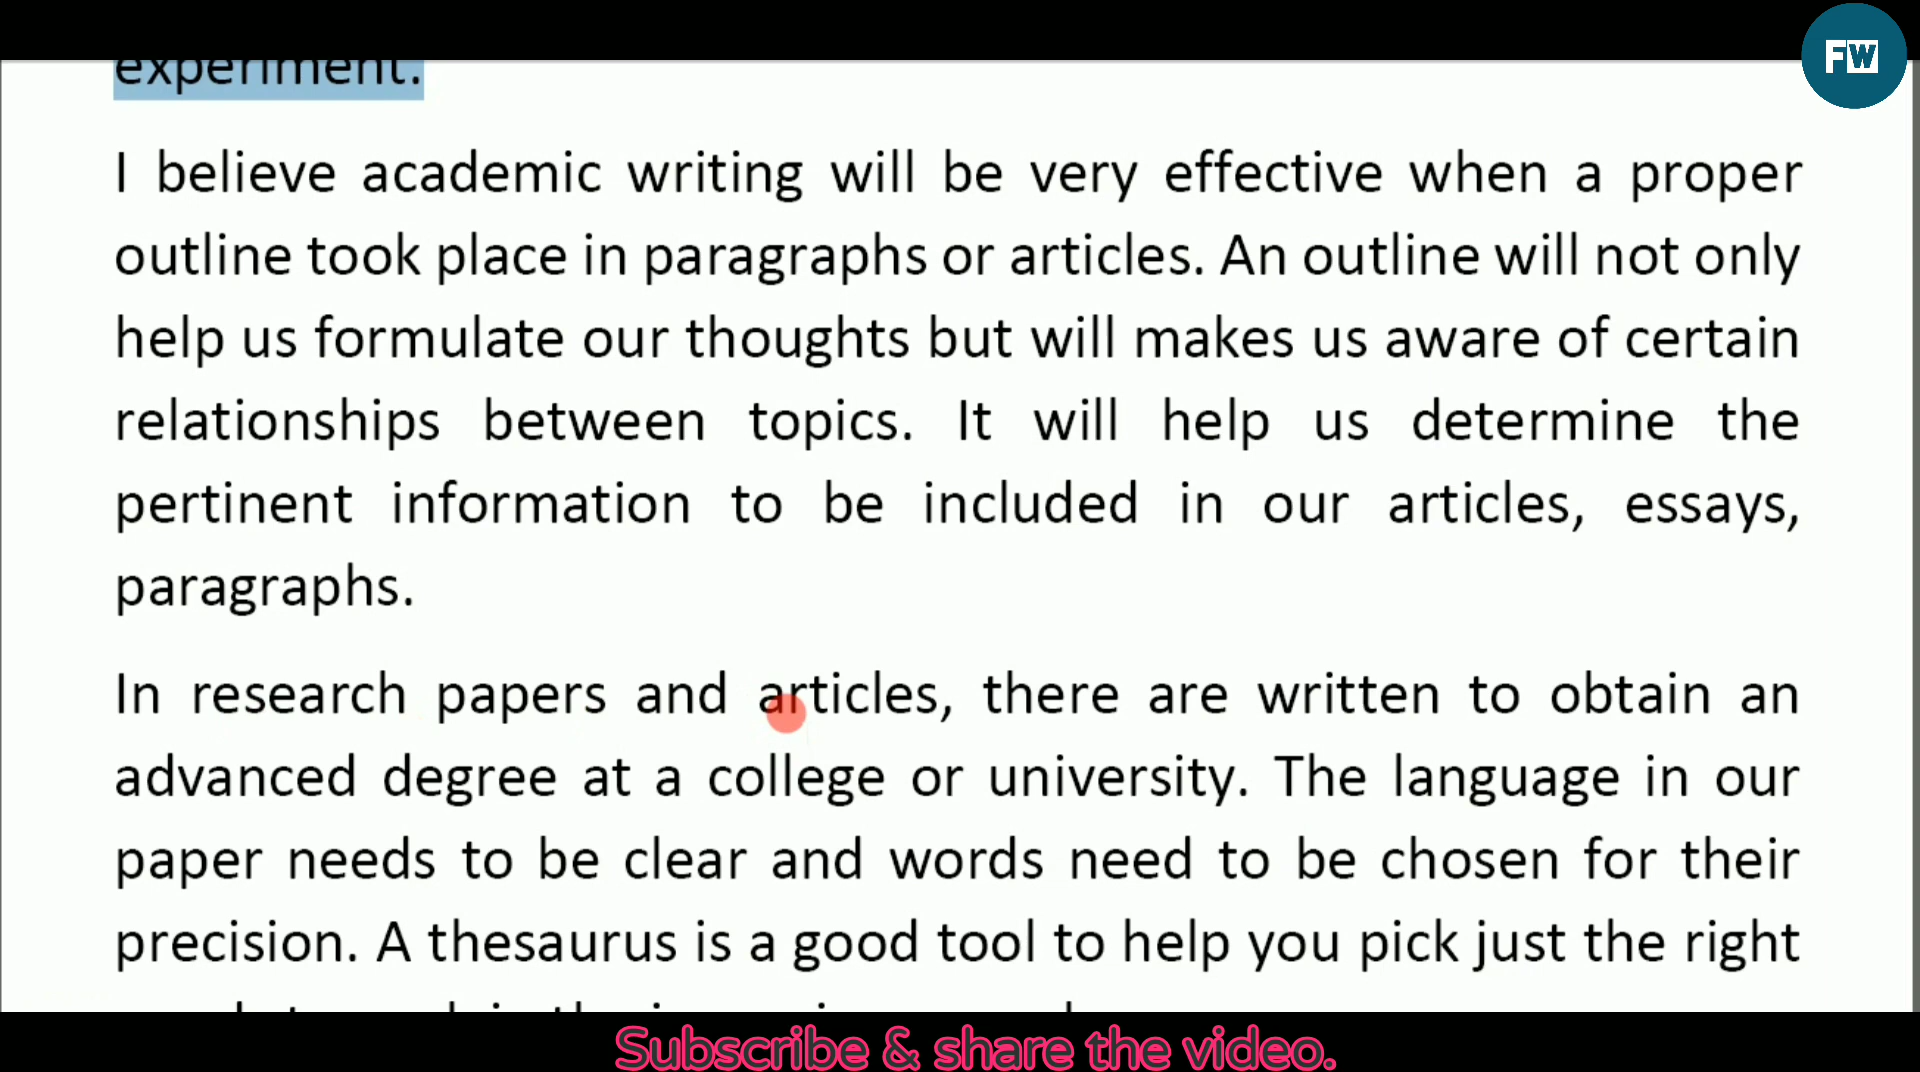 FW
experiment.
I believe academic writing will be very effective when a proper
outline took place in paragraphs or articles. An outline will not only
help us formulate our thoughts but will makes us aware of certain
relationships between topics. It will help us determine the
pertinent information to be included in our articles, essays,
paragraphs.
In research papers and articles, there are written to obtain an
advanced degree at a college or university. The language in our
paper needs to be clear and words need to be chosen for their
precision. A thesaurus is a good tool to help you pick just the right
Subscribe & share the video.